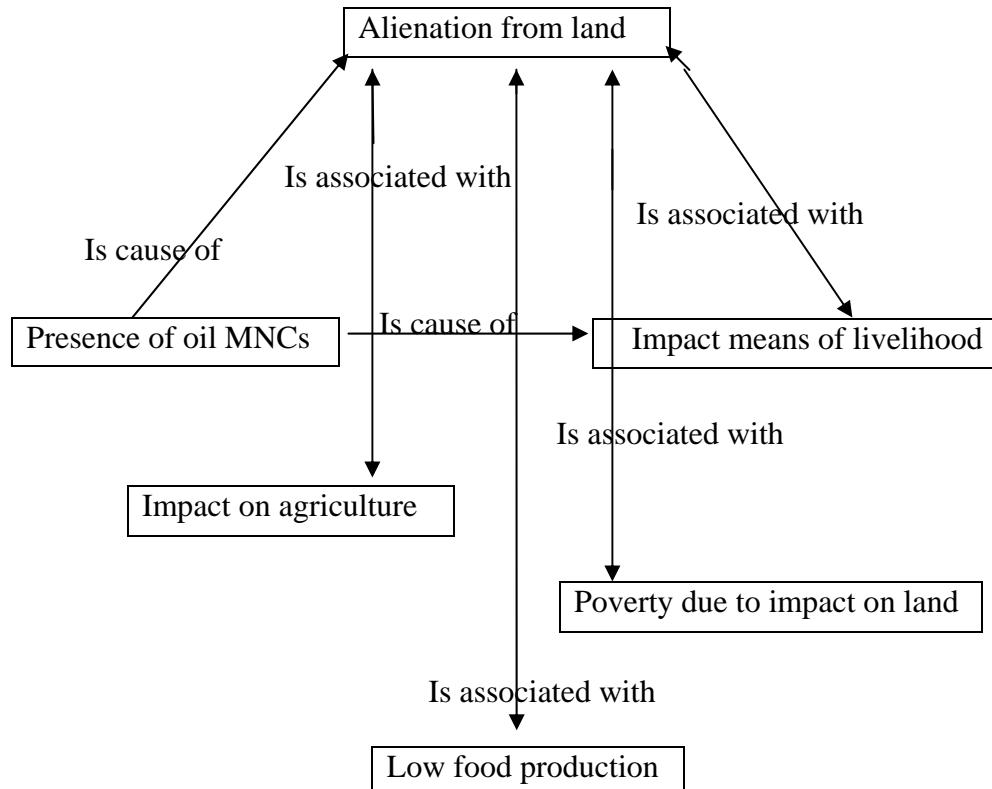 Alienation from land
Is associated with
Is associated with
Is cause of
Presence of oil MNCs
Is cause of
Impact means of livelihood
Is associated with
Impact on agriculture
Poverty due to impact on land
Is associated with
Low food production